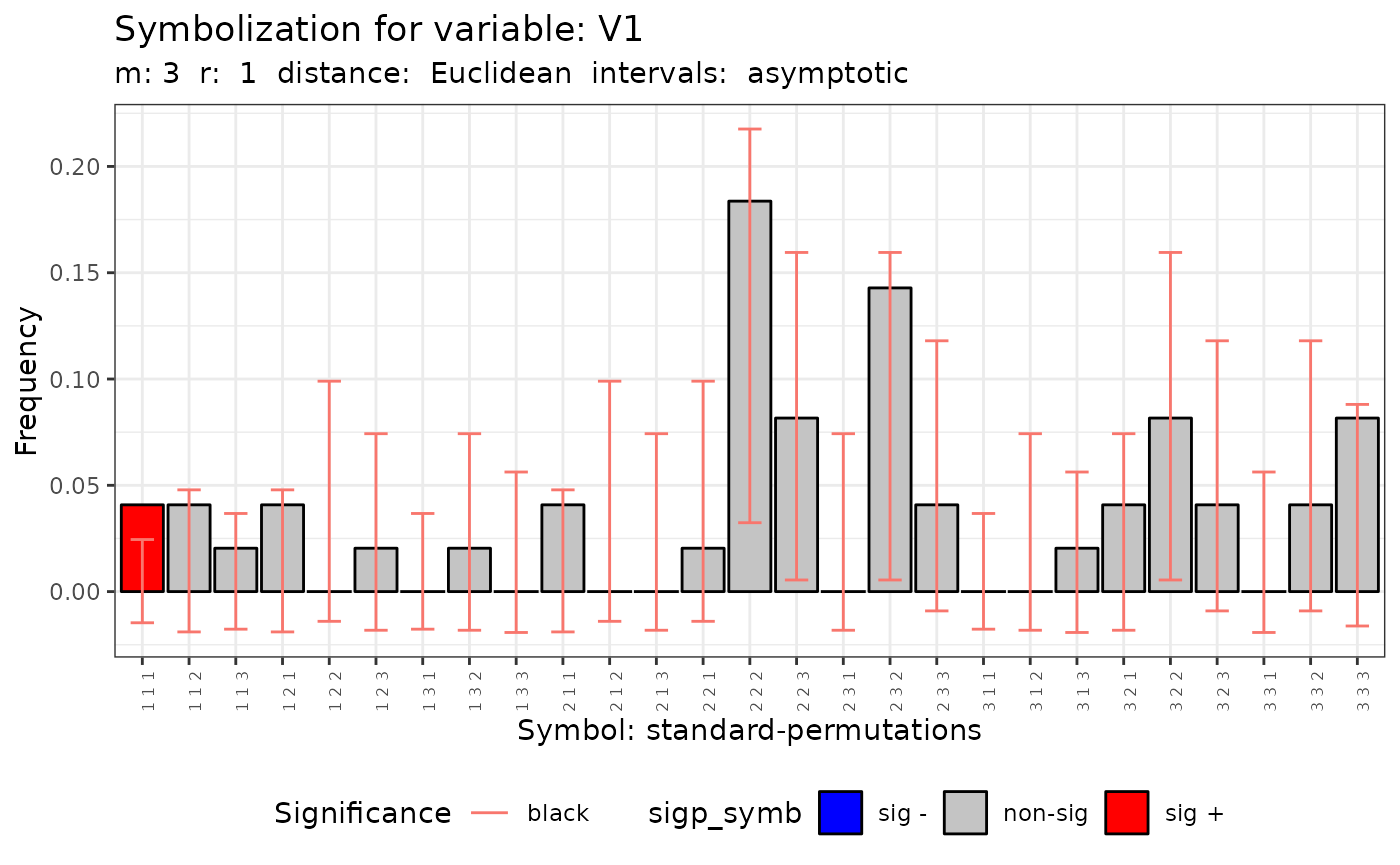 Symbolization for variable: V1
m: 3 r: 1 distance: Euclidean intervals: asymptotic
Frequency
0.20
0.15
0.10
0.05
0.00
1 1 1
1 1 2
1 1 3
1 2 1
1 2 2
1 2 3
1 3 1
1 3 2
1 3 3
2 1 1
2 1 2
2 1 3
2 2 1
2 2 2
2 2 3
2 3 1
2 3 2
2 3 3
3 1 1
3 1 2
3 1 3
3 2 1
3 2 2
3 2 3
3 3 1
3 3 2
3 3 3
Symbol: standard-permutations
Significance black sigp_symb sig - non-sig sig +